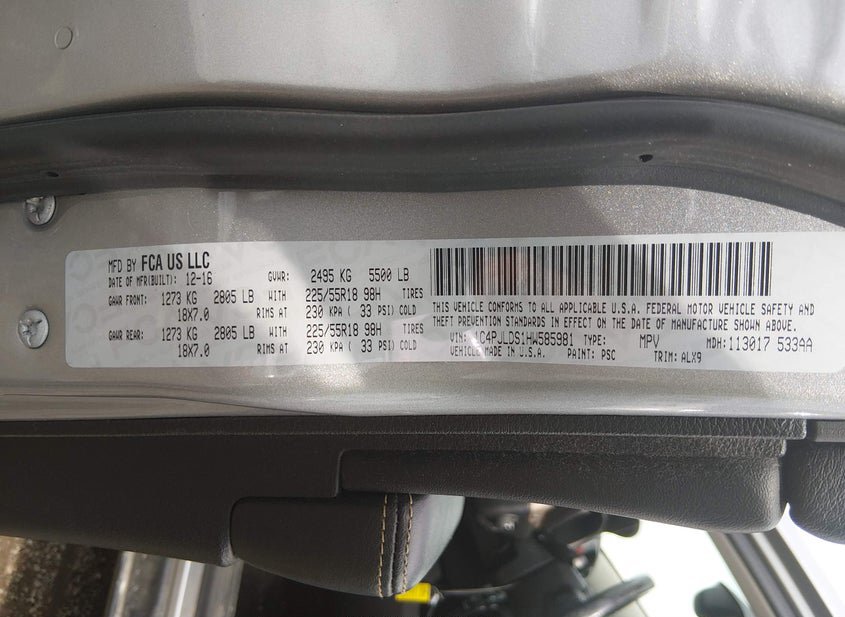 MFD BY FCA US LLC
DATE OF MFR(BUILT): 12-16 GVWR: 2495 KG 5500 LB
GAWR FRONT: 1273 KG 2805 LB WITH 225/55R18 98H TIRES
18X7.0 RIMS AT 230 KPA ( 33 PSI) COLD
GAWR REAR: 1273 KG 2805 LB WITH 225/55R18 98H TIRES
18X7.0 RIMS AT 230 KPA ( 33 PSI) COLD
THIS VEHICLE CONFORMS TO ALL APPLICABLE U.S.A. FEDERAL MOTOR VEHICLE SAFETY AND
THEFT PREVENTION STANDARDS IN EFFECT ON THE DATE OF MANUFACTURE SHOWN ABOVE.
VIN: 1C4PJLDS1HW585981 TYPE: MPV MDH: 113017 533AA
VEHICLE MADE IN U.S.A. PAINT: PSC TRIM: ALX9